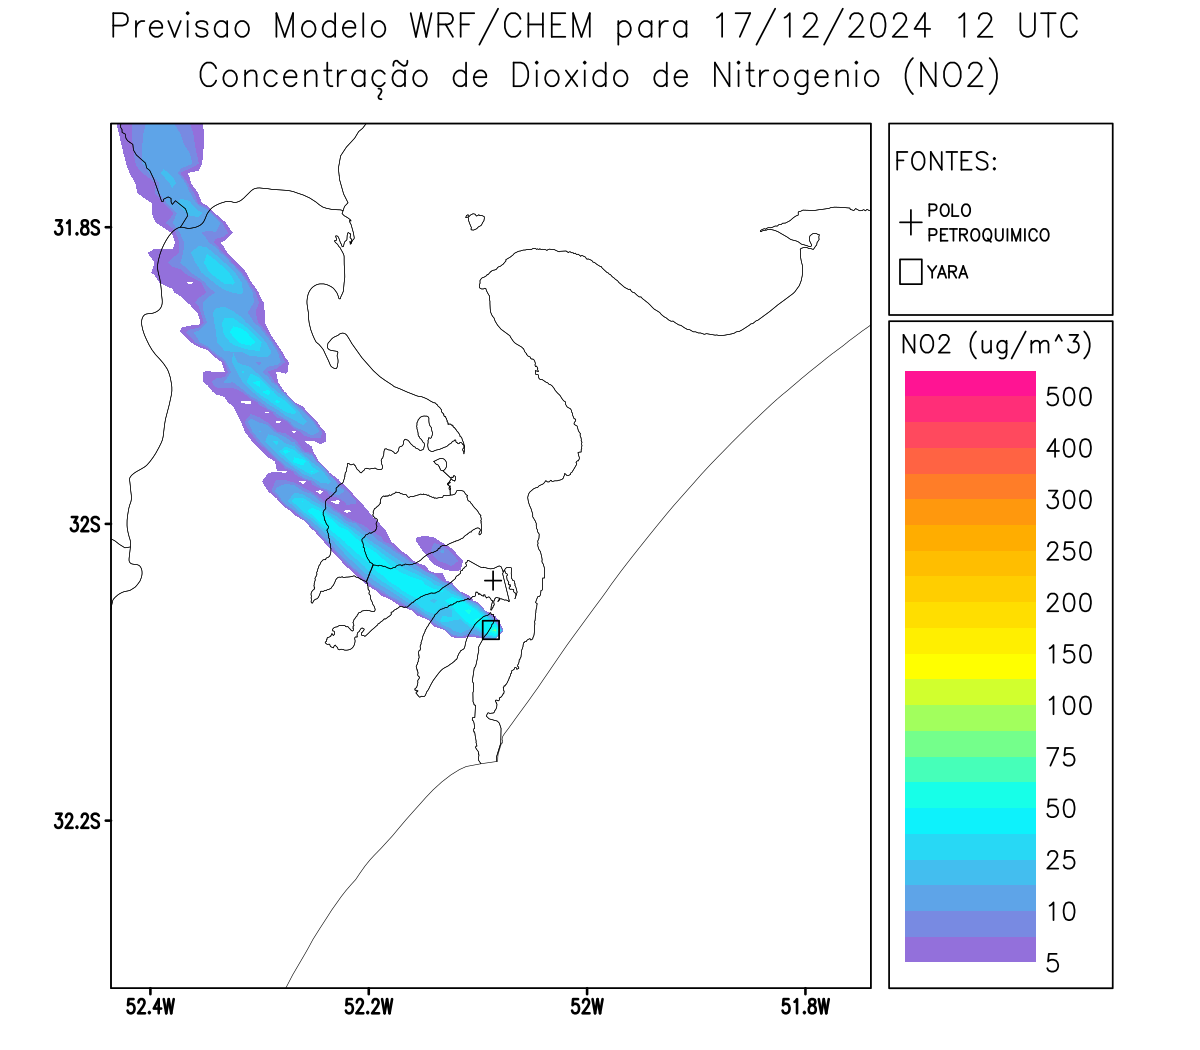 Previsao Modelo WRF/CHEM para 17/12/2024 12 UTC
Concentração de Dioxido de Nitrogenio (NO2)
FONTES:
POLO
PETROQUIMICO
YARA
NO2 (ug/m^3)
500
400
300
250
200
150
100
75
50
25
10
5
31.8S
32S
32.2S
52.4W
52.2W
52W
51.8W